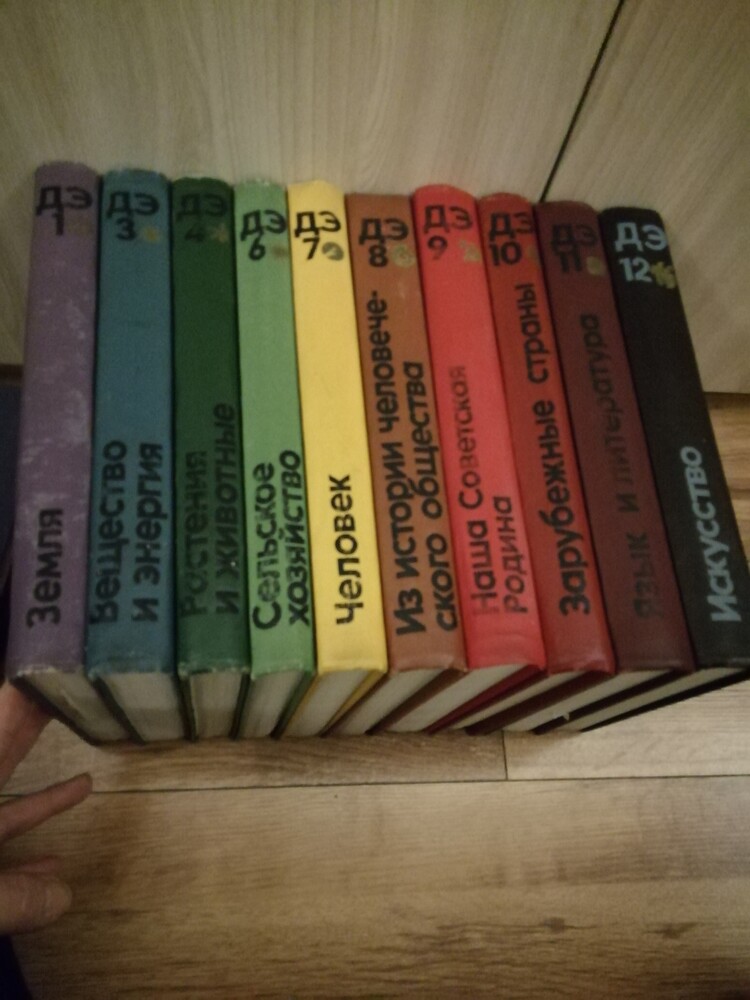 ДЭ
1
Земля
ДЭ
3
Вещество
и энергия
ДЭ
4
Растения
и животные
ДЭ
6
Сельское
хозяйство
ДЭ
7
Человек
ДЭ
8
Из истории человече-
ского общества
ДЭ
9
Наша Советская
Родина
ДЭ
10
Зарубежные страны
ДЭ
11
Язык и литература
ДЭ
12
Искусство